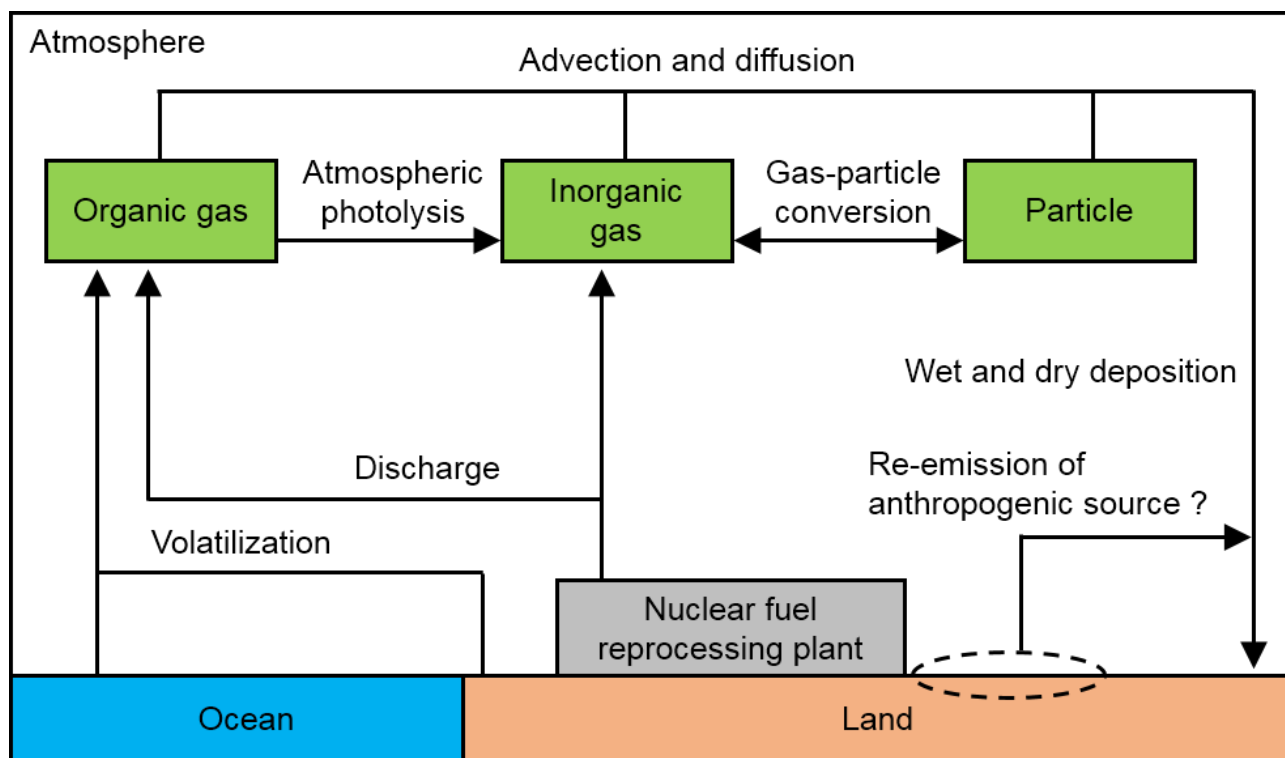 Atmosphere
Advection and diffusion
Organic gas
Atmospheric
photolysis
Inorganic
gas
Gas-particle
conversion
Particle
Wet and dry deposition
Discharge
Re-emission of
anthropogenic source ?
Volatilization
Nuclear fuel
reprocessing plant
Ocean
Land